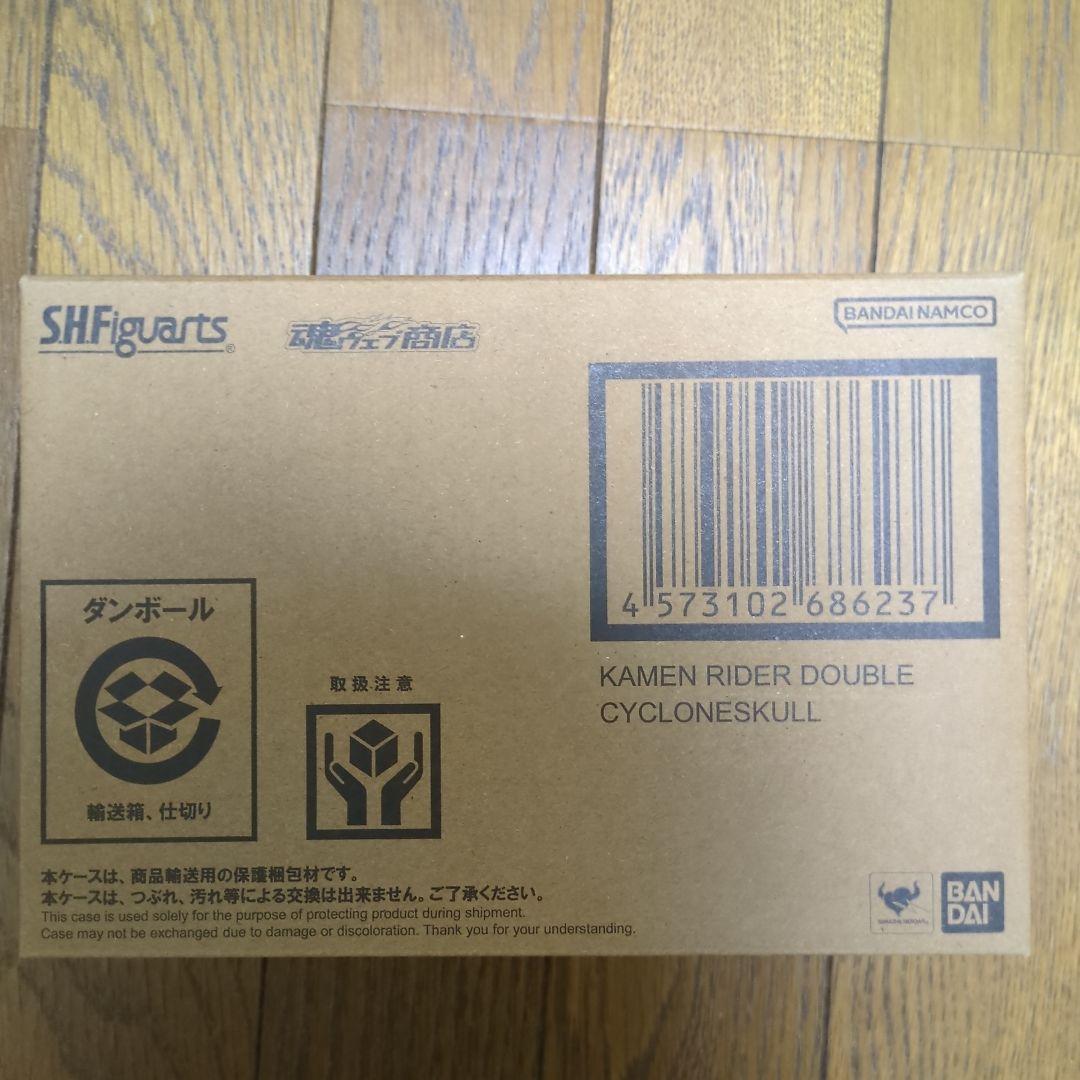 S.H.Figuarts®
魂ウェブ商店
BANDAI NAMCO
4 573102 686237
KAMEN RIDER DOUBLE
CYCLONESKULL
ダンボール
輸送箱、仕切り
取扱注意
本ケースは、商品輸送用の保護梱包材です。
本ケースは、つぶれ、汚れ等による交換は出来ません。ご了承ください。
This case is used solely for the purpose of protecting product during shipment.
Case may not be exchanged due to damage or discoloration. Thank you for your understanding.
BAN
DAI